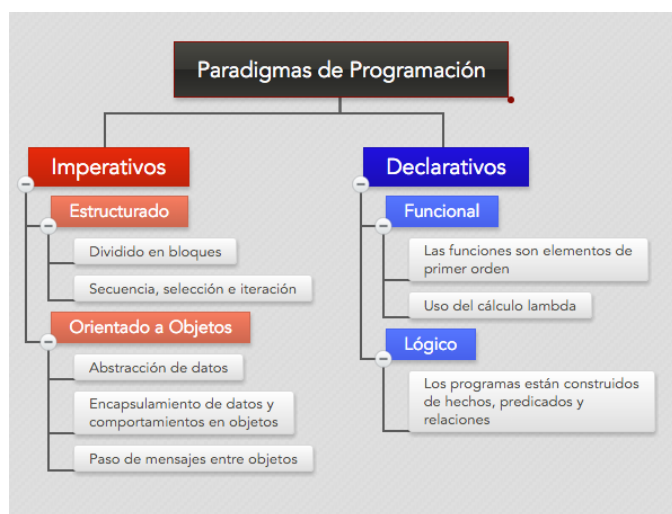 Paradigmas de Programación
Imperativos
Estructurado
Dividido en bloques
Secuencia, selección e iteración
Orientado a Objetos
Abstracción de datos
Encapsulamiento de datos y
comportamientos en objetos
Paso de mensajes entre objetos
Declarativos
Funcional
Las funciones son elementos de
primer orden
Uso del cálculo lambda
Lógico
Los programas están construidos
de hechos, predicados y
relaciones